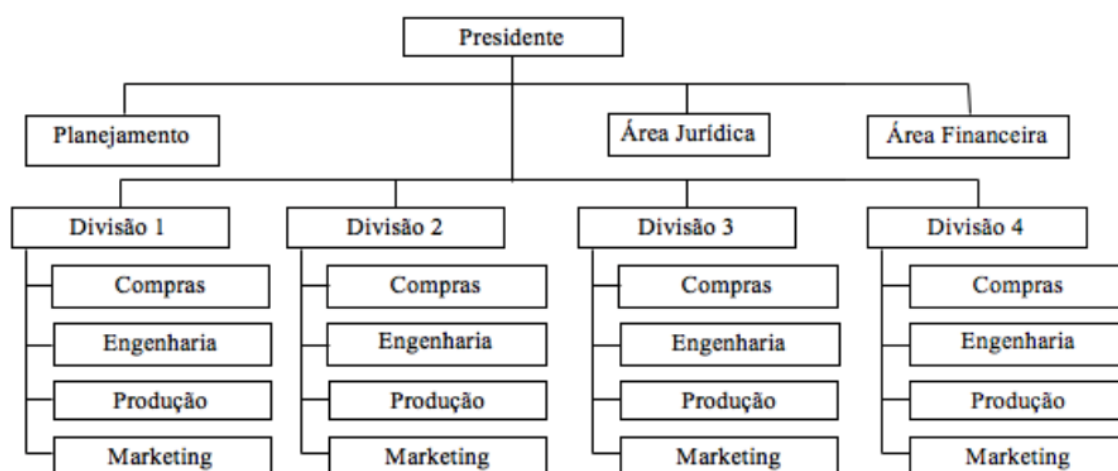 Presidente
Planejamento
Área Jurídica
Área Financeira
Divisão 1
Divisão 2
Divisão 3
Divisão 4
Compras
Compras
Compras
Compras
Engenharia
Engenharia
Engenharia
Engenharia
Produção
Produção
Produção
Produção
Marketing
Marketing
Marketing
Marketing